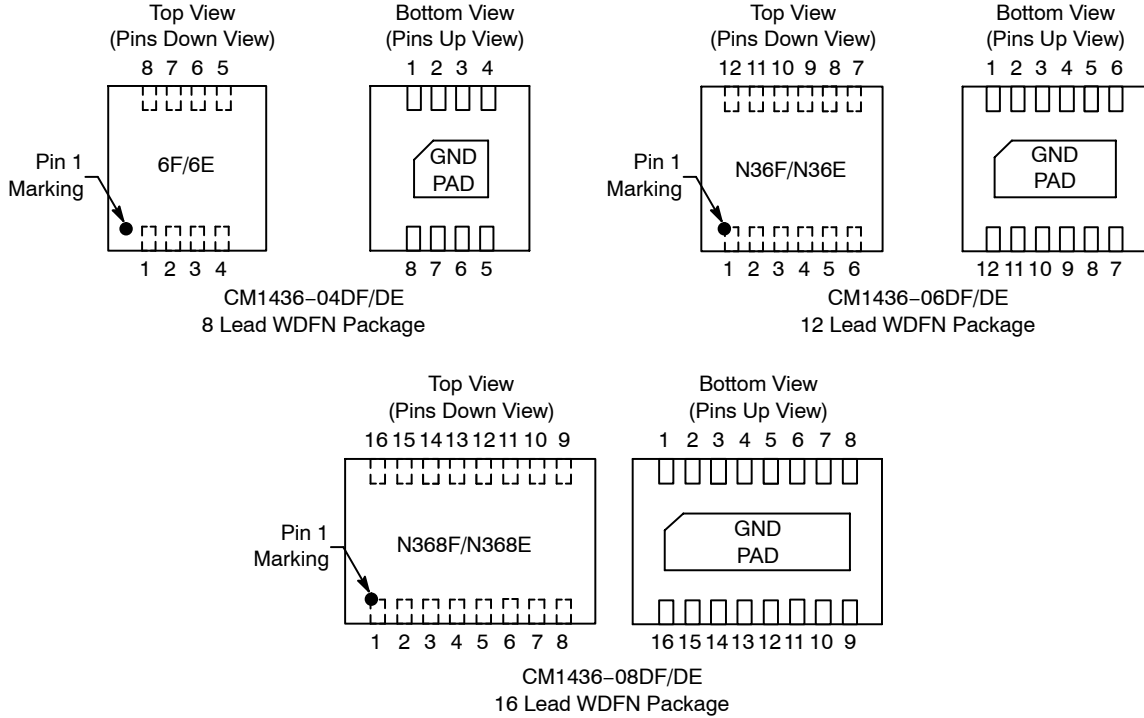 Top View
(Pins Down View)
8 7 6 5
6F/6E
Pin 1
Marking
1 2 3 4
Bottom View
(Pins Up View)
1 2 3 4
GND
PAD
8 7 6 5
CM1436−04DF/DE
8 Lead WDFN Package
Top View
(Pins Down View)
12 11 10 9 8 7
N36F/N36E
Pin 1
Marking
1 2 3 4 5 6
Bottom View
(Pins Up View)
1 2 3 4 5 6
GND
PAD
12 11 10 9 8 7
CM1436−06DF/DE
12 Lead WDFN Package
Top View
(Pins Down View)
16 15 14 13 12 11 10 9
N368F/N368E
Pin 1
Marking
1 2 3 4 5 6 7 8
Bottom View
(Pins Up View)
1 2 3 4 5 6 7 8
GND
PAD
16 15 14 13 12 11 10 9
CM1436−08DF/DE
16 Lead WDFN Package